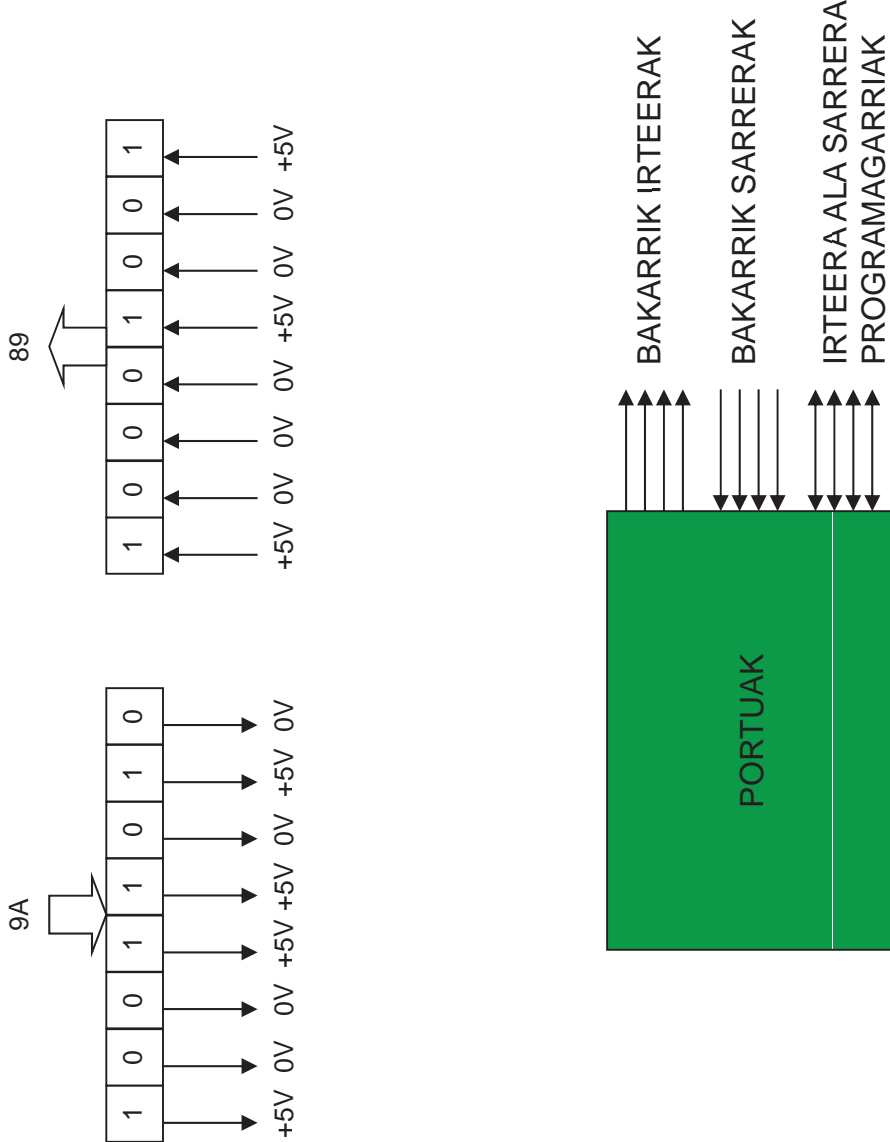 9A
1 0 0 1 1 0 1 0
+5V 0V 0V +5V +5V 0V +5V 0V
89
1 0 0 0 1 0 0 1
+5V 0V 0V 0V +5V 0V 0V +5V
PORTUAK
BAKARRIK IRTEERAK
BAKARRIK SARRERAK
IRTEERA ALA SARRERA
PROGRAMAGARRIAK